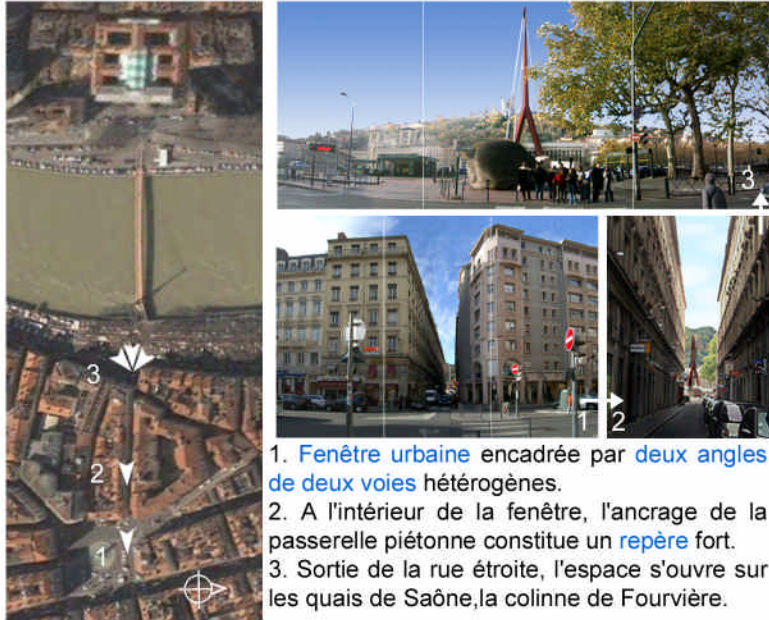 3
2
1
3
1
2
1. Fenêtre urbaine encadrée par deux angles
de deux voies hétérogènes.
2. A l'intérieur de la fenêtre, l'ancrage de la
passerelle piétonne constitue un repère fort.
3. Sortie de la rue étroite, l'espace s'ouvre sur
les quais de Saône,la colinne de Fourvière.